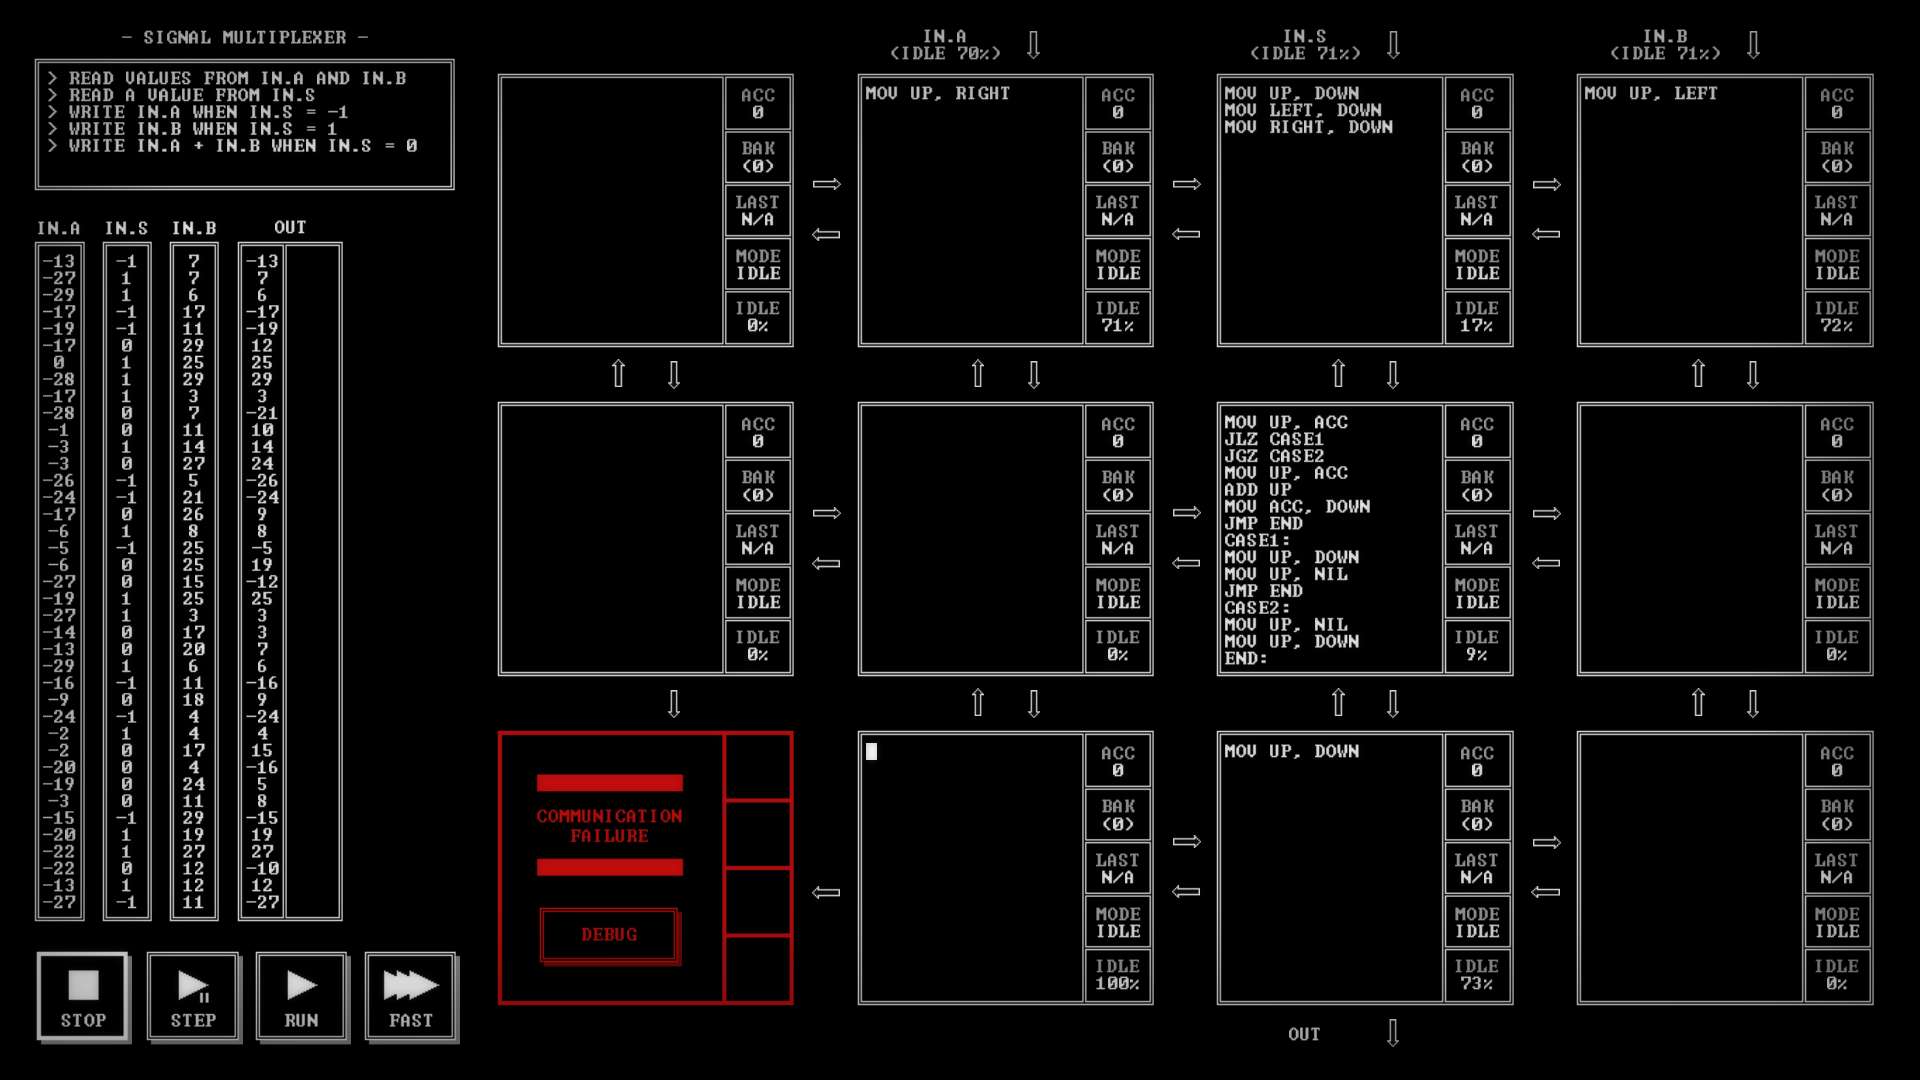 - SIGNAL MULTIPLEXER -
> READ VALUES FROM IN.A AND IN.B
> READ A VALUE FROM IN.S
> WRITE IN.A WHEN IN.S = -1
> WRITE IN.B WHEN IN.S = 1
> WRITE IN.A + IN.B WHEN IN.S = 0
IN.A IN.S IN.B OUT
-13 -1 7 -13
-27 1 7 7
-29 1 6 6
-17 -1 17 -17
-19 -1 11 -19
-17 0 29 12
0 1 25 25
-28 1 29 29
-17 1 3 3
-28 0 7 -21
-1 0 11 10
-3 1 14 14
-3 0 27 24
-26 -1 5 -26
-24 -1 21 -24
-17 0 26 9
-6 1 8 8
-5 -1 25 -5
-6 0 25 19
-27 0 15 -12
-19 1 25 25
-27 1 3 3
-14 0 17 3
-13 0 20 7
-29 1 6 6
-16 -1 11 -16
-9 0 18 9
-24 -1 4 -24
-2 1 4 4
-2 0 17 15
-20 0 4 -16
-19 0 24 5
-3 0 11 8
-15 -1 29 -15
-20 1 19 19
-22 1 27 27
-22 0 12 -10
-13 1 12 12
-27 -1 11 -27
STOP
STEP
RUN
FAST
IN.A
(IDLE 70%)
IN.S
(IDLE 71%)
IN.B
(IDLE 71%)
ACC
0
BAK
(0)
LAST
N/A
MODE
IDLE
IDLE
0%
MOV UP, RIGHT
ACC
0
BAK
(0)
LAST
N/A
MODE
IDLE
IDLE
71%
MOV UP, DOWN
MOV LEFT, DOWN
MOV RIGHT, DOWN
ACC
0
BAK
(0)
LAST
N/A
MODE
IDLE
IDLE
17%
MOV UP, LEFT
ACC
0
BAK
(0)
LAST
N/A
MODE
IDLE
IDLE
72%
ACC
0
BAK
(0)
LAST
N/A
MODE
IDLE
IDLE
0%
ACC
0
BAK
(0)
LAST
N/A
MODE
IDLE
IDLE
0%
MOV UP, ACC
JLZ CASE1
JGZ CASE2
MOV UP, ACC
ADD UP
MOV ACC, DOWN
JMP END
CASE1:
MOV UP, DOWN
MOV UP, NIL
JMP END
CASE2:
MOV UP, NIL
MOV UP, DOWN
END:
ACC
0
BAK
(0)
LAST
N/A
MODE
IDLE
IDLE
9%
ACC
0
BAK
(0)
LAST
N/A
MODE
IDLE
IDLE
0%
COMMUNICATION
FAILURE
DEBUG
ACC
0
BAK
(0)
LAST
N/A
MODE
IDLE
IDLE
100%
MOV UP, DOWN
ACC
0
BAK
(0)
LAST
N/A
MODE
IDLE
IDLE
73%
ACC
0
BAK
(0)
LAST
N/A
MODE
IDLE
IDLE
0%
OUT